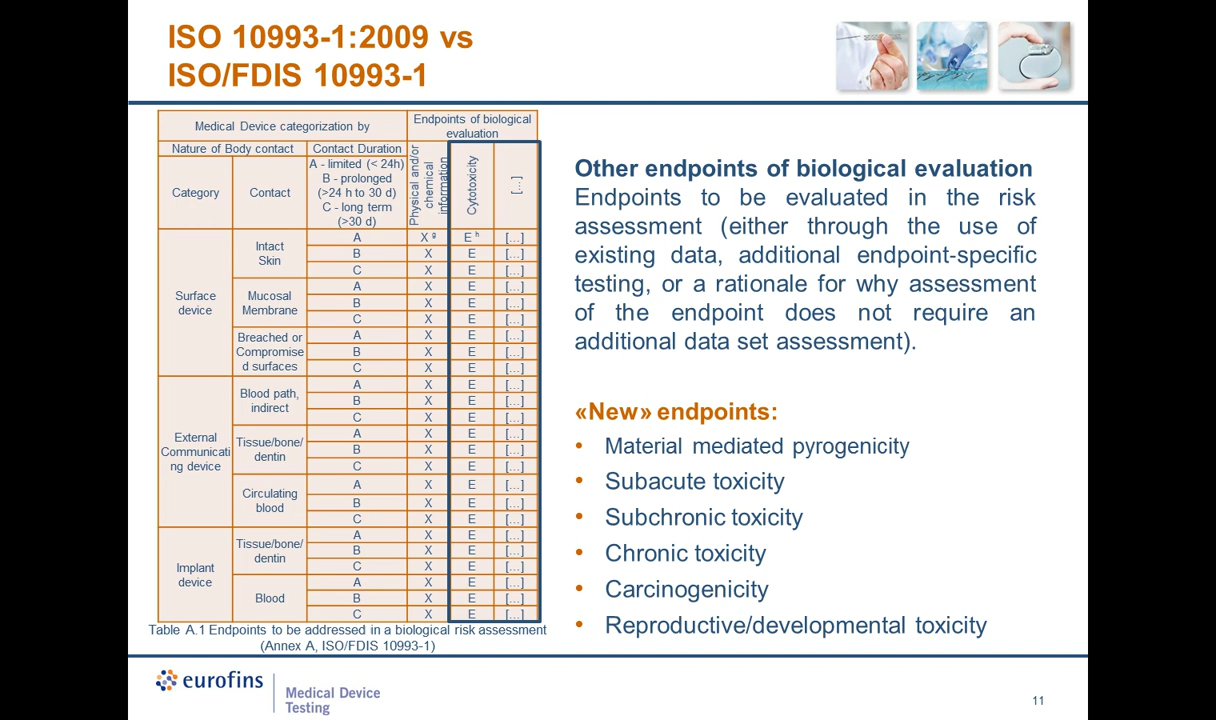 ISO 10993-1:2009 vs
ISO/FDIS 10993-1
Medical Device categorization by
Endpoints of biological
evaluation
Nature of Body contact
Contact Duration
Category
Contact
A - limited (< 24h)
B - prolonged
(>24 h to 30 d)
C - long term
(>30 d)
Physical and/or
chemical
information
Cytotoxicity
[...]
Surface
device
Intact
Skin
A X g E h [...]
B X E [...]
C X E [...]
Mucosal
Membrane
A X E [...]
B X E [...]
C X E [...]
Breached or
Compromise
d surfaces
A X E [...]
B X E [...]
C X E [...]
External
Communicati
ng device
Blood path,
indirect
A X E [...]
B X E [...]
C X E [...]
Tissue/bone/
dentin
A X E [...]
B X E [...]
C X E [...]
Circulating
blood
A X E [...]
B X E [...]
C X E [...]
Implant
device
Tissue/bone/
dentin
A X E [...]
B X E [...]
C X E [...]
Blood
A X E [...]
B X E [...]
C X E [...]
Table A.1 Endpoints to be addressed in a biological risk assessment
(Annex A, ISO/FDIS 10993-1)
Other endpoints of biological evaluation
Endpoints to be evaluated in the risk
assessment (either through the use of
existing data, additional endpoint-specific
testing, or a rationale for why assessment
of the endpoint does not require an
additional data set assessment).
«New» endpoints:
• Material mediated pyrogenicity
• Subacute toxicity
• Subchronic toxicity
• Chronic toxicity
• Carcinogenicity
• Reproductive/developmental toxicity
eurofins
Medical Device
Testing
11